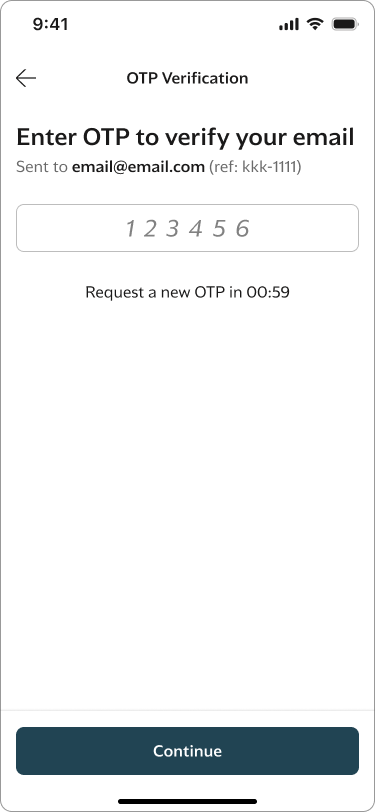 9:41
OTP Verification
Enter OTP to verify your email
Sent to email@email.com (ref: kkk-1111)
1 2 3 4 5 6
Request a new OTP in 00:59
Continue